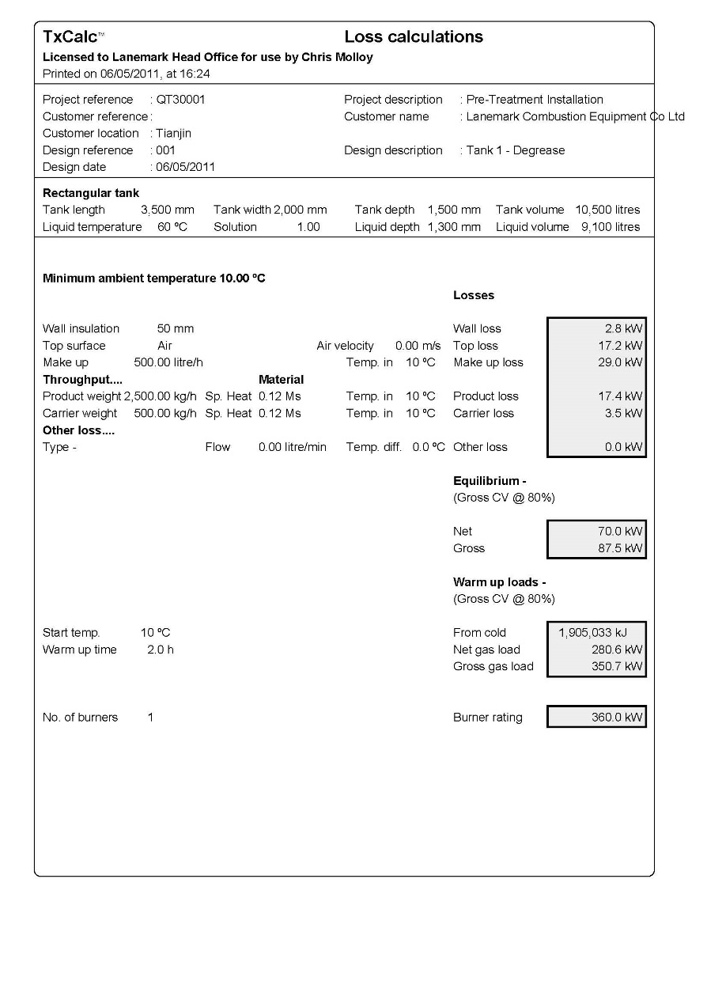 TxCalc™ Loss calculations
Licensed to Lanemark Head Office for use by Chris Molloy
Printed on 06/05/2011, at 16:24
Project reference : QT30001 Project description : Pre-Treatment Installation
Customer reference : Customer name : Lanemark Combustion Equipment Co Ltd
Customer location : Tianjin
Design reference : 001 Design description : Tank 1 - Degrease
Design date : 06/05/2011
Rectangular tank
Tank length 3,500 mm Tank width 2,000 mm Tank depth 1,500 mm Tank volume 10,500 litres
Liquid temperature 60 ºC Solution 1.00 Liquid depth 1,300 mm Liquid volume 9,100 litres
Minimum ambient temperature 10.00 ºC
Losses
Wall insulation 50 mm Wall loss 2.8 kW
Top surface Air Air velocity 0.00 m/s Top loss 17.2 kW
Make up 500.00 litre/h Temp. in 10 ºC Make up loss 29.0 kW
Throughput.... Material
Product weight 2,500.00 kg/h Sp. Heat 0.12 Ms Temp. in 10 ºC Product loss 17.4 kW
Carrier weight 500.00 kg/h Sp. Heat 0.12 Ms Temp. in 10 ºC Carrier loss 3.5 kW
Other loss....
Type - Flow 0.00 litre/min Temp. diff. 0.0 ºC Other loss 0.0 kW
Equilibrium -
(Gross CV @ 80%)
Net 70.0 kW
Gross 87.5 kW
Warm up loads -
(Gross CV @ 80%)
Start temp. 10 ºC From cold 1,905,033 kJ
Warm up time 2.0 h Net gas load 280.6 kW
Gross gas load 350.7 kW
No. of burners 1 Burner rating 360.0 kW